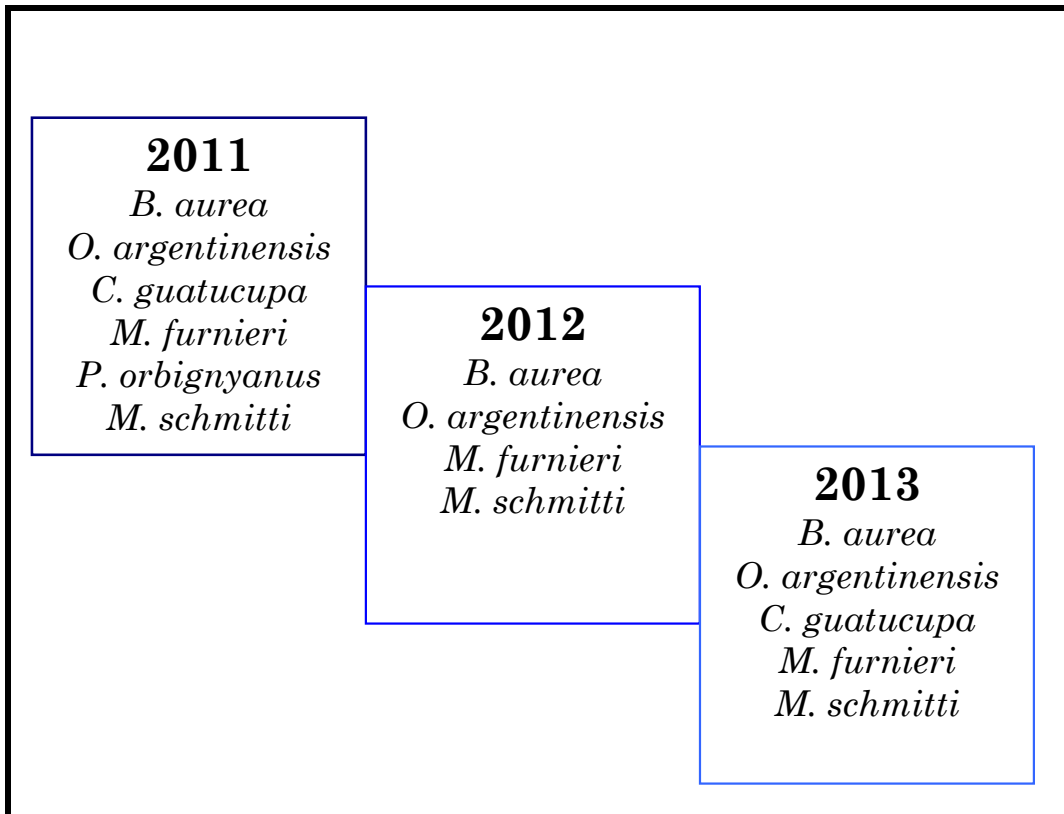 2011
B. aurea
O. argentinensis
C. guatucupa
M. furnieri
P. orbignyanus
M. schmitti
2012
B. aurea
O. argentinensis
M. furnieri
M. schmitti
2013
B. aurea
O. argentinensis
C. guatucupa
M. furnieri
M. schmitti